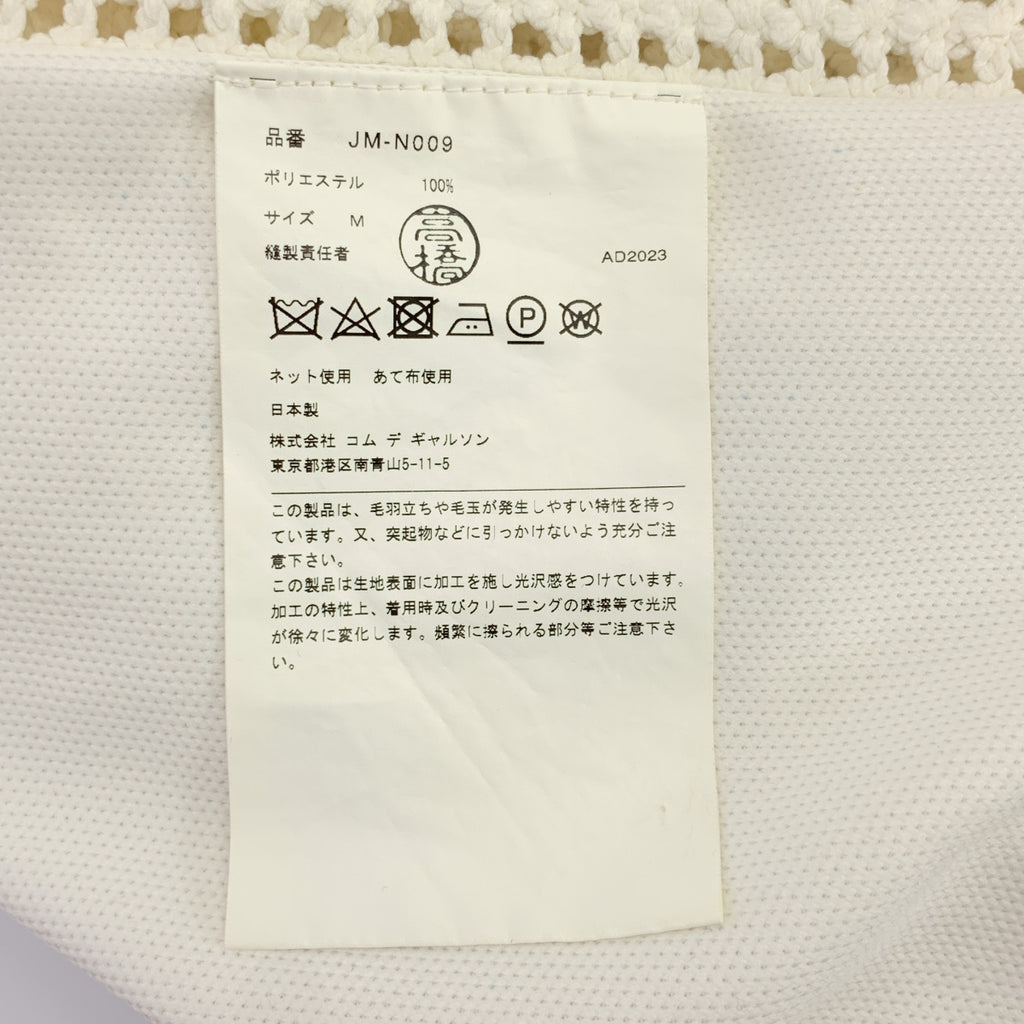 品番 JM-N009
ポリエステル 100%
サイズ M
縫製責任者 高橋 AD2023
P W
ネット使用 あて布使用
日本製
株式会社 コム デ ギャルソン
東京都港区南青山5-11-5
この製品は、毛羽立ちや毛玉が発生しやすい特性を持っ
ています。又、突起物などに引っかけないよう充分ご注
意下さい。
この製品は生地表面に加工を施し光沢感をつけています。
加工の特性上、着用時及びクリーニングの摩擦等で光沢
が徐々に変化します。頻繁に擦られる部分等ご注意下さ
い。